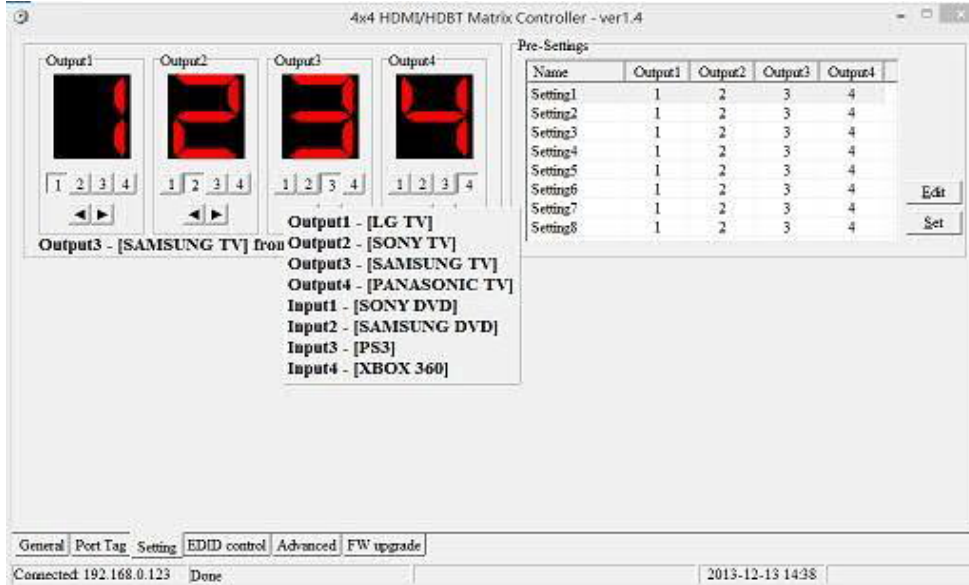 4x4 HDMI/HDBT Matrix Controller - ver1.4
Output1 Output2 Output3 Output4
1 2 3 4
1 2 3 4 1 2 3 4 1 2 3 4 1 2 3 4
Output3 - [SAMSUNG TV] from
Output1 - [LG TV]
Output2 - [SONY TV]
Output3 - [SAMSUNG TV]
Output4 - [PANASONIC TV]
Input1 - [SONY DVD]
Input2 - [SAMSUNG DVD]
Input3 - [PS3]
Input4 - [XBOX 360]
Pre-Settings
Name Output1 Output2 Output3 Output4
Setting1 1 2 3 4
Setting2 1 2 3 4
Setting3 1 2 3 4
Setting4 1 2 3 4
Setting5 1 2 3 4
Setting6 1 2 3 4
Setting7 1 2 3 4
Setting8 1 2 3 4
Edit
Set
General Port Tag Setting EDID control Advanced FW upgrade
Connected: 192.168.0.123 Done 2013-12-13 14:38